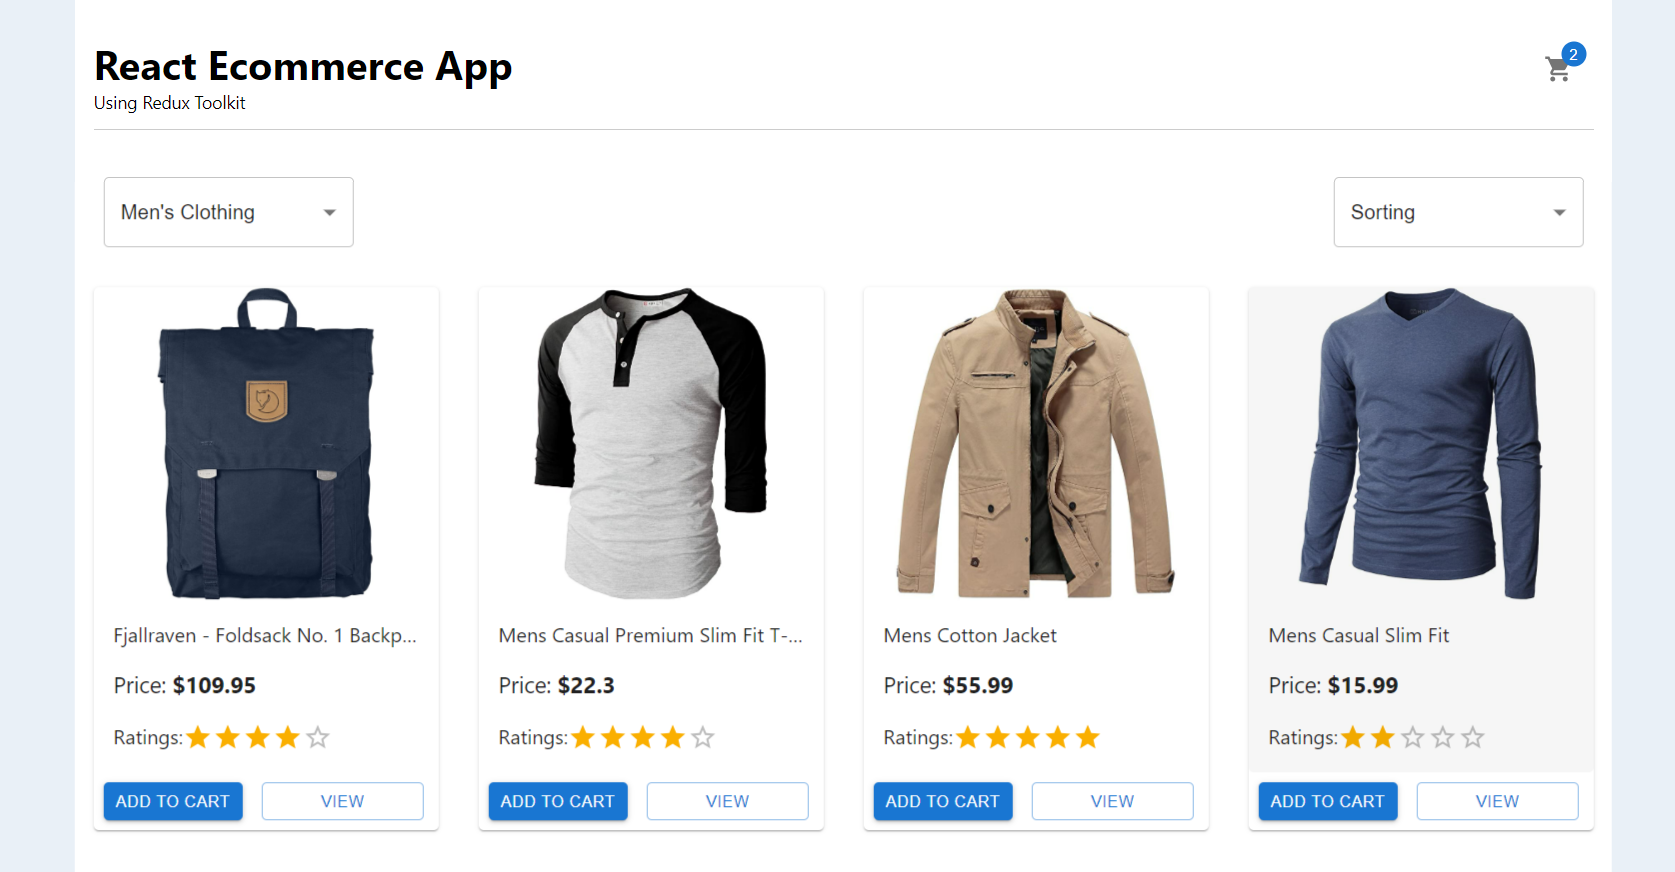 React Ecommerce App
2
Using Redux Toolkit
Men's Clothing
Sorting
Fjallraven - Foldsack No. 1 Backp...
Mens Casual Premium Slim Fit T-...
Mens Cotton Jacket
Mens Casual Slim Fit
Price: $109.95
Price: $22.3
Price: $55.99
Price: $15.99
Ratings:
Ratings:
Ratings:
Ratings:
ADD TO CART
VIEW
ADD TO CART
VIEW
ADD TO CART
VIEW
ADD TO CART
VIEW